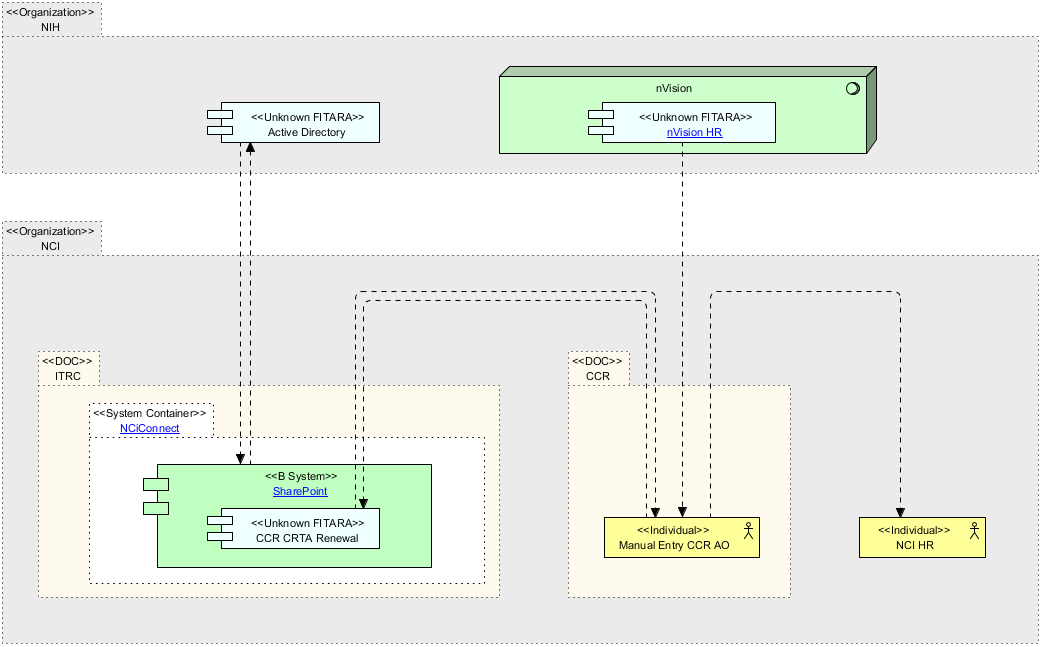 <<Organization>>
NIH
nVision
<<Unknown FITARA>>
Active Directory
<<Unknown FITARA>>
nVision HR
<<Organization>>
NCI
<<DOC>>
ITRC
<<DOC>>
CCR
<<System Container>>
NCiConnect
<<B System>>
SharePoint
<<Unknown FITARA>>
CCR CRTA Renewal
<<Individual>>
Manual Entry CCR AO
<<Individual>>
NCI HR